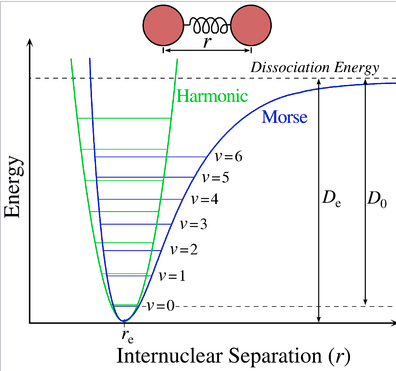 r
Dissociation Energy
Harmonic
Morse
v=6
v=5
v=4
v=3
v=2
v=1
v=0
Dₑ
D₀
Energy
rₑ
Internuclear Separation (r)